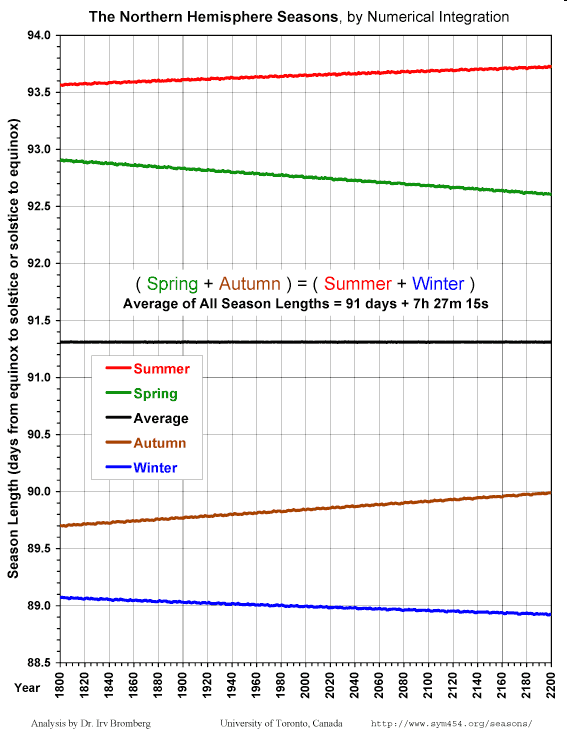 The Northern Hemisphere Seasons, by Numerical Integration
Season Length (days from equinox to solstice or solstice to equinox)
94.0
93.5
93.0
92.5
92.0
91.5
91.0
90.5
90.0
89.5
89.0
88.5
( Spring + Autumn ) = ( Summer + Winter )
Average of All Season Lengths = 91 days + 7h 27m 15s
Summer
Spring
Average
Autumn
Winter
Year
1800 1820 1840 1860 1880 1900 1920 1940 1960 1980 2000 2020 2040 2060 2080 2100 2120 2140 2160 2180 2200
Analysis by Dr. Irv Bromberg University of Toronto, Canada http://www.sym454.org/seasons/